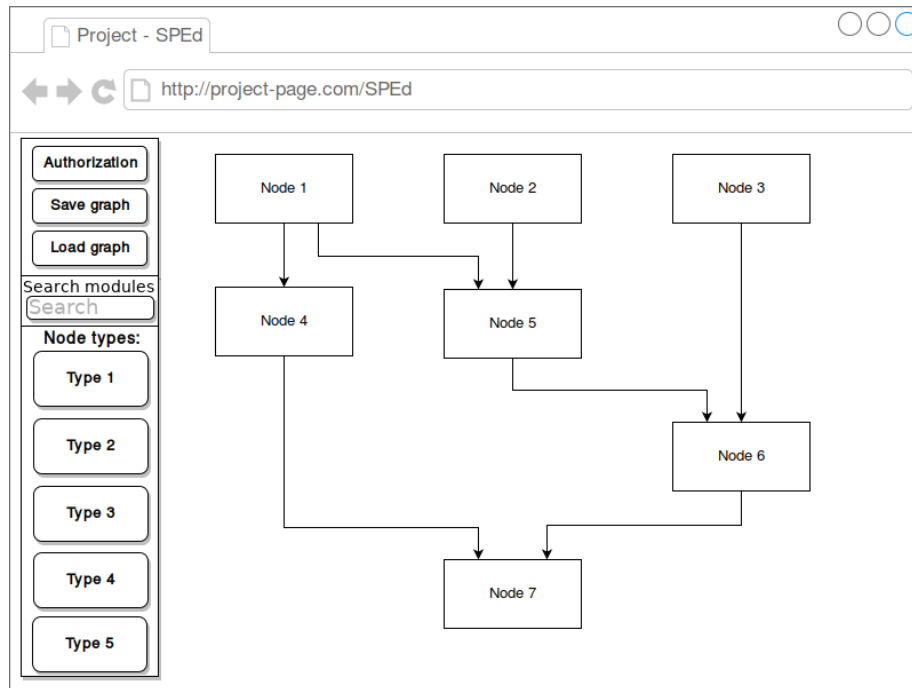 Project - SPEd
http://project-page.com/SPEd
Authorization
Save graph
Load graph
Search modules
Search
Node types:
Type 1
Type 2
Type 3
Type 4
Type 5
Node 1
Node 2
Node 3
Node 4
Node 5
Node 6
Node 7